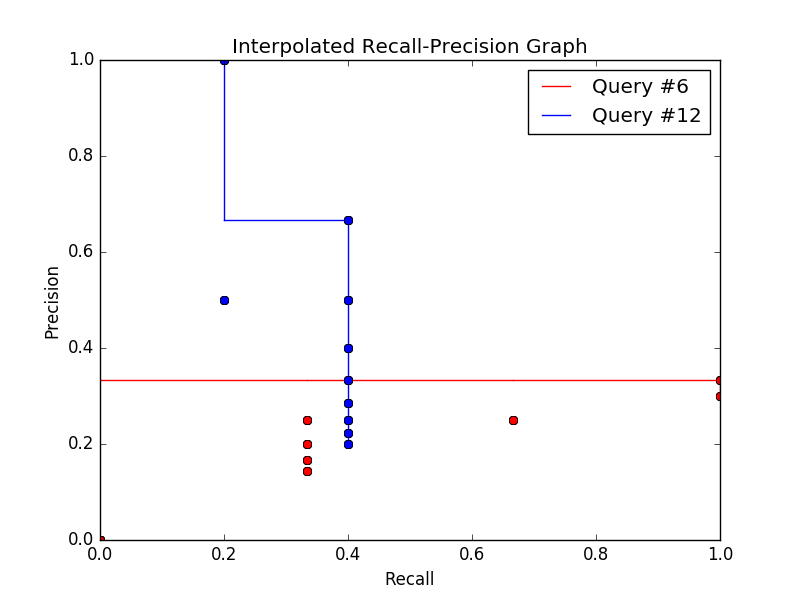 Interpolated Recall-Precision Graph
Query #6
Query #12
Precision
1.0
0.8
0.6
0.4
0.2
0.0
0.0 0.2 0.4 0.6 0.8 1.0
Recall